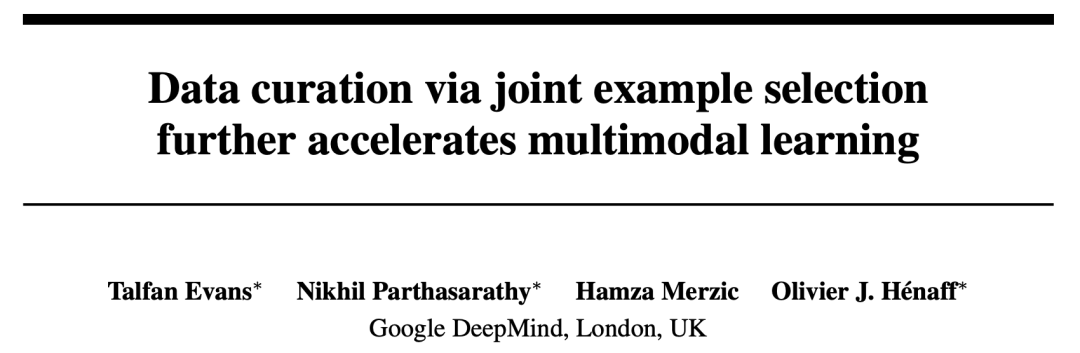 Data curation via joint example selection
further accelerates multimodal learning
Talfan Evans* Nikhil Parthasarathy* Hamza Merzic Olivier J. Hénaff*
Google DeepMind, London, UK